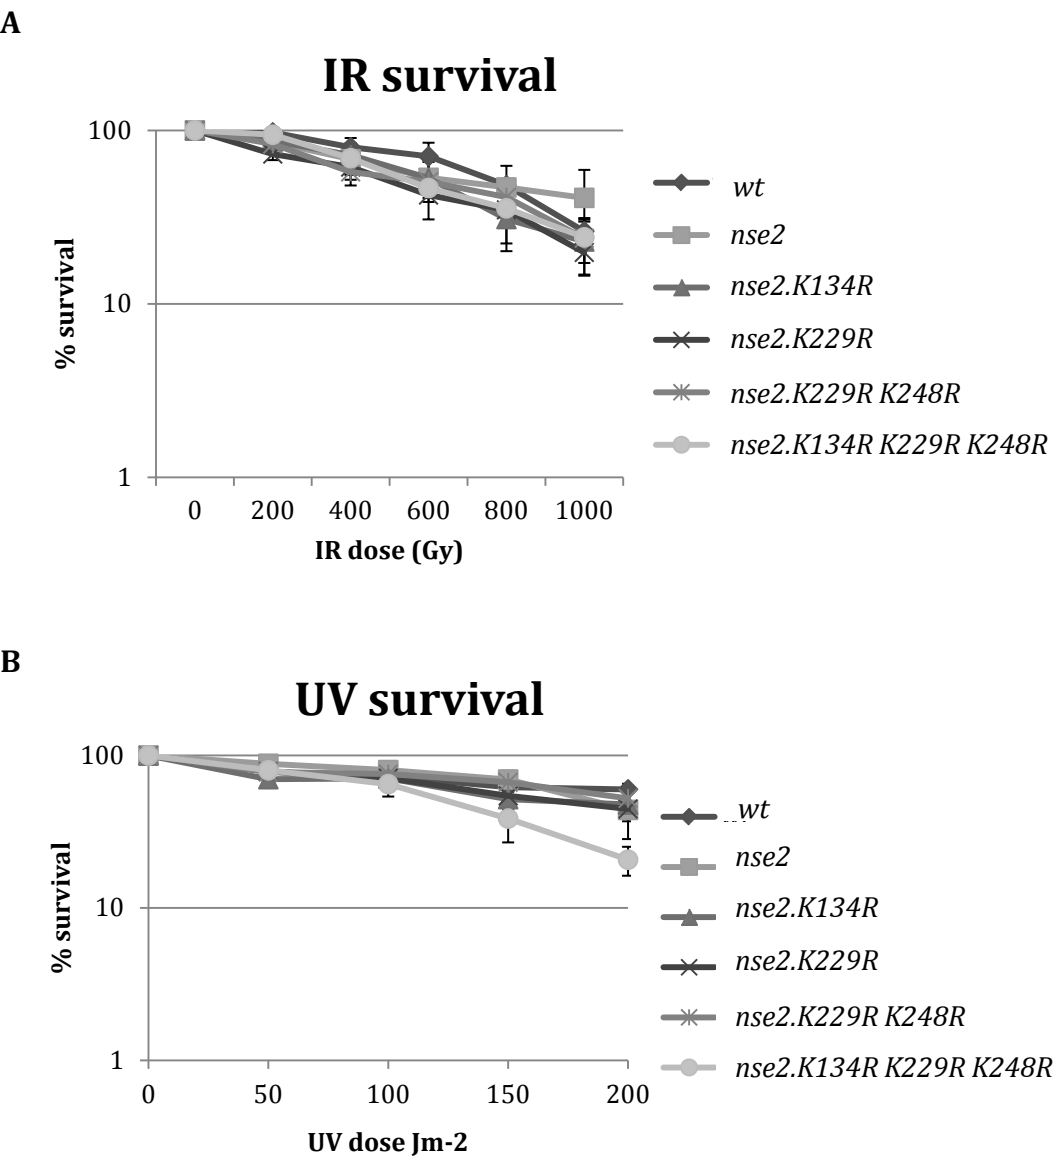 A
IR survival
100
10
1
% survival
0 200 400 600 800 1000
IR dose (Gy)
wt
nse2
nse2.K134R
nse2.K229R
nse2.K229R K248R
nse2.K134R K229R K248R
B
UV survival
100
10
1
% survival
0 50 100 150 200
UV dose Jm-2
wt
nse2
nse2.K134R
nse2.K229R
nse2.K229R K248R
nse2.K134R K229R K248R